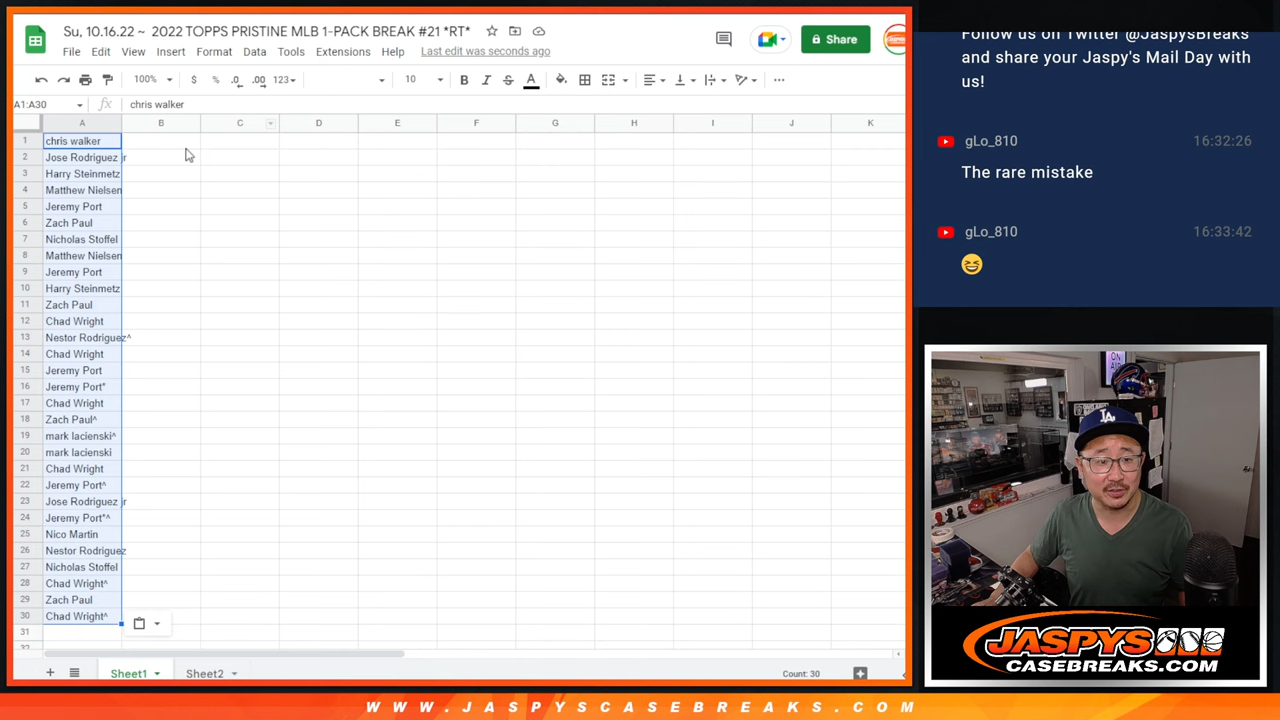 Su, 10.16.22 ~ 2022 TOPPS PRISTINE MLB 1-PACK BREAK #21 *RT*
File Edit View Insert Format Data Tools Extensions Help Last edit was seconds ago
Share
100% $ % .0 .00 123 10 B I S A
A1:A30 fx chris walker
A B C D E F G H I J K
1 chris walker
2 Jose Rodriguez jr
3 Harry Steinmetz
4 Matthew Nielsen
5 Jeremy Port
6 Zach Paul
7 Nicholas Stoffel
8 Matthew Nielsen
9 Jeremy Port
10 Harry Steinmetz
11 Zach Paul
12 Chad Wright
13 Nestor Rodriguez^
14 Chad Wright
15 Jeremy Port
16 Jeremy Port*
17 Chad Wright
18 Zach Paul^
19 mark lacienski^
20 mark lacienski
21 Chad Wright
22 Jeremy Port^
23 Jose Rodriguez jr
24 Jeremy Port*^
25 Nico Martin
26 Nestor Rodriguez
27 Nicholas Stoffel
28 Chad Wright^
29 Zach Paul
30 Chad Wright^
31
32
Sheet1 Sheet2 Count: 30
Follow us on Twitter @JaspysBreaks
and share your Jaspy's Mail Day with
us!
gLo_810 16:32:26
The rare mistake
gLo_810 16:33:42
ON AIR
LA
JASPYS
CASEBREAKS.COM
WWW.JASPYSCASEBREAKS.COM